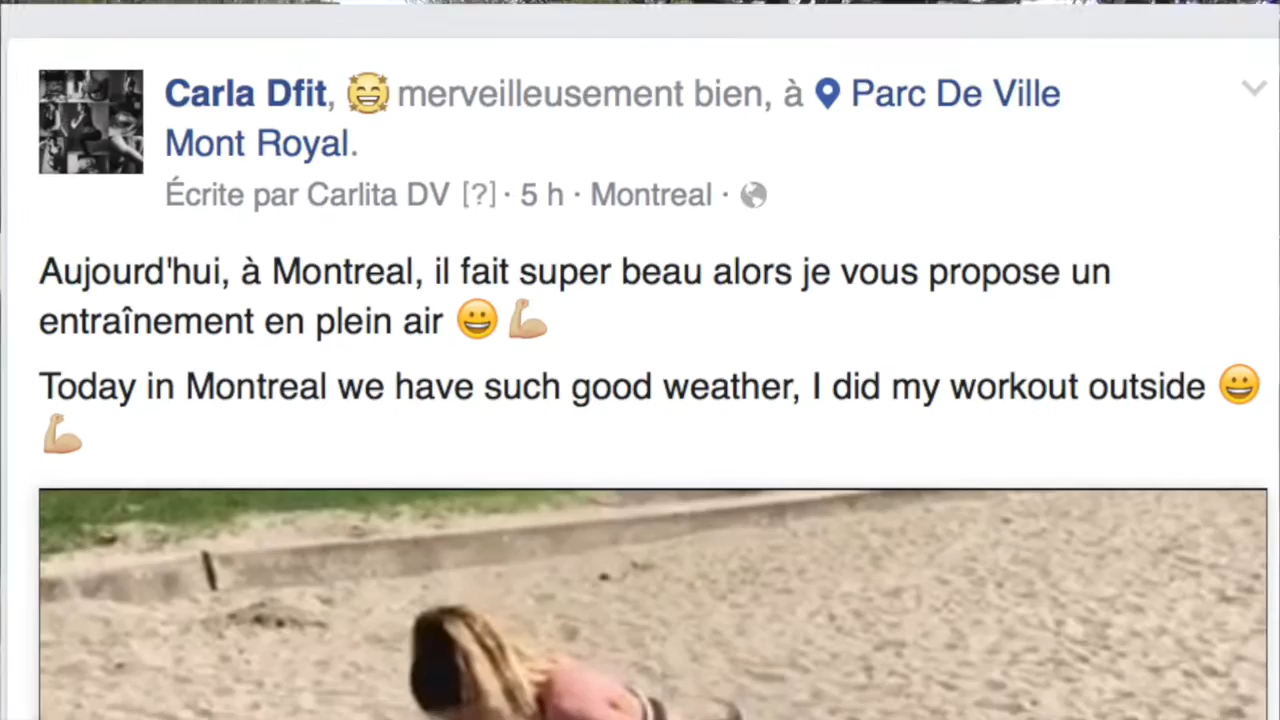 Carla Dfit, 🤩 merveilleusement bien, à Parc De Ville
Mont Royal.
Écrite par Carlita DV [?] · 5 h · Montreal ·
Aujourd'hui, à Montreal, il fait super beau alors je vous propose un
entraînement en plein air 😀💪🏼
Today in Montreal we have such good weather, I did my workout outside 😀
💪🏼